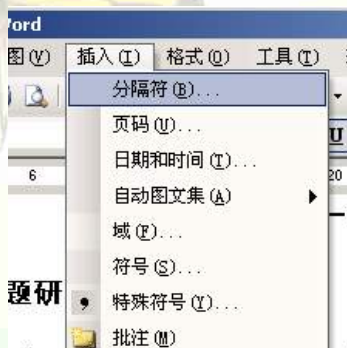 Word
图(V) 插入(I) 格式(O) 工具(T)
分隔符(B)...
U
页码(U)...
日期和时间(T)...
6
20
自动图文集(A)
域(F)...
符号(S)...
题研
特殊符号(Y)...
批注(M)